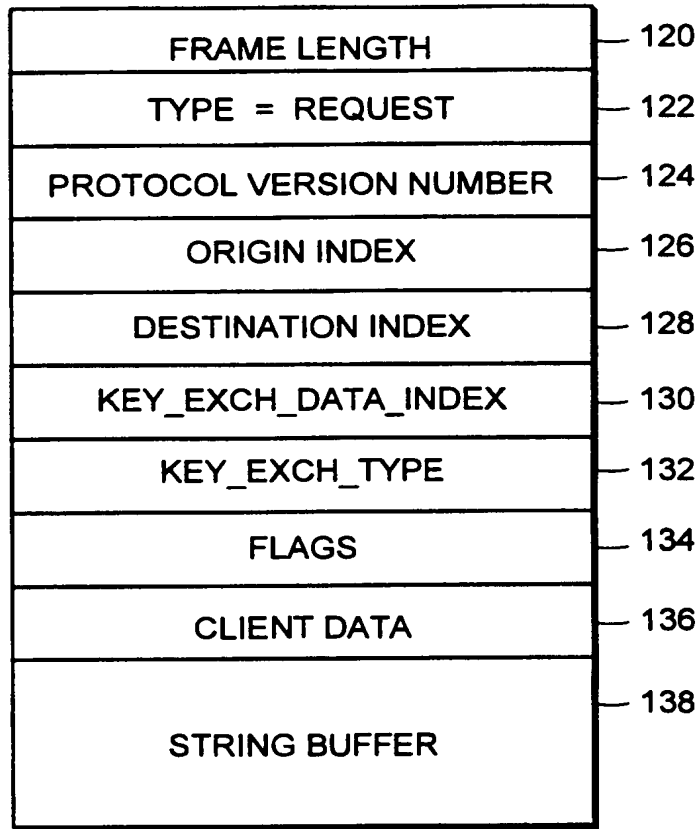 FRAME LENGTH 120
TYPE = REQUEST 122
PROTOCOL VERSION NUMBER 124
ORIGIN INDEX 126
DESTINATION INDEX 128
KEY_EXCH_DATA_INDEX 130
KEY_EXCH_TYPE 132
FLAGS 134
CLIENT DATA 136
STRING BUFFER 138